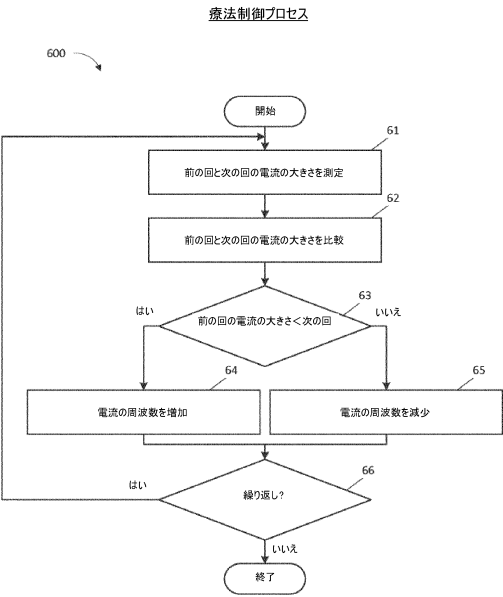 療法制御プロセス
600
開始
61
前の回と次の回の電流の大きさを測定
62
前の回と次の回の電流の大きさを比較
63
はい
前の回の電流の大きさ<次の回
いいえ
64
65
電流の周波数を増加
電流の周波数を減少
66
はい
繰り返し?
いいえ
終了